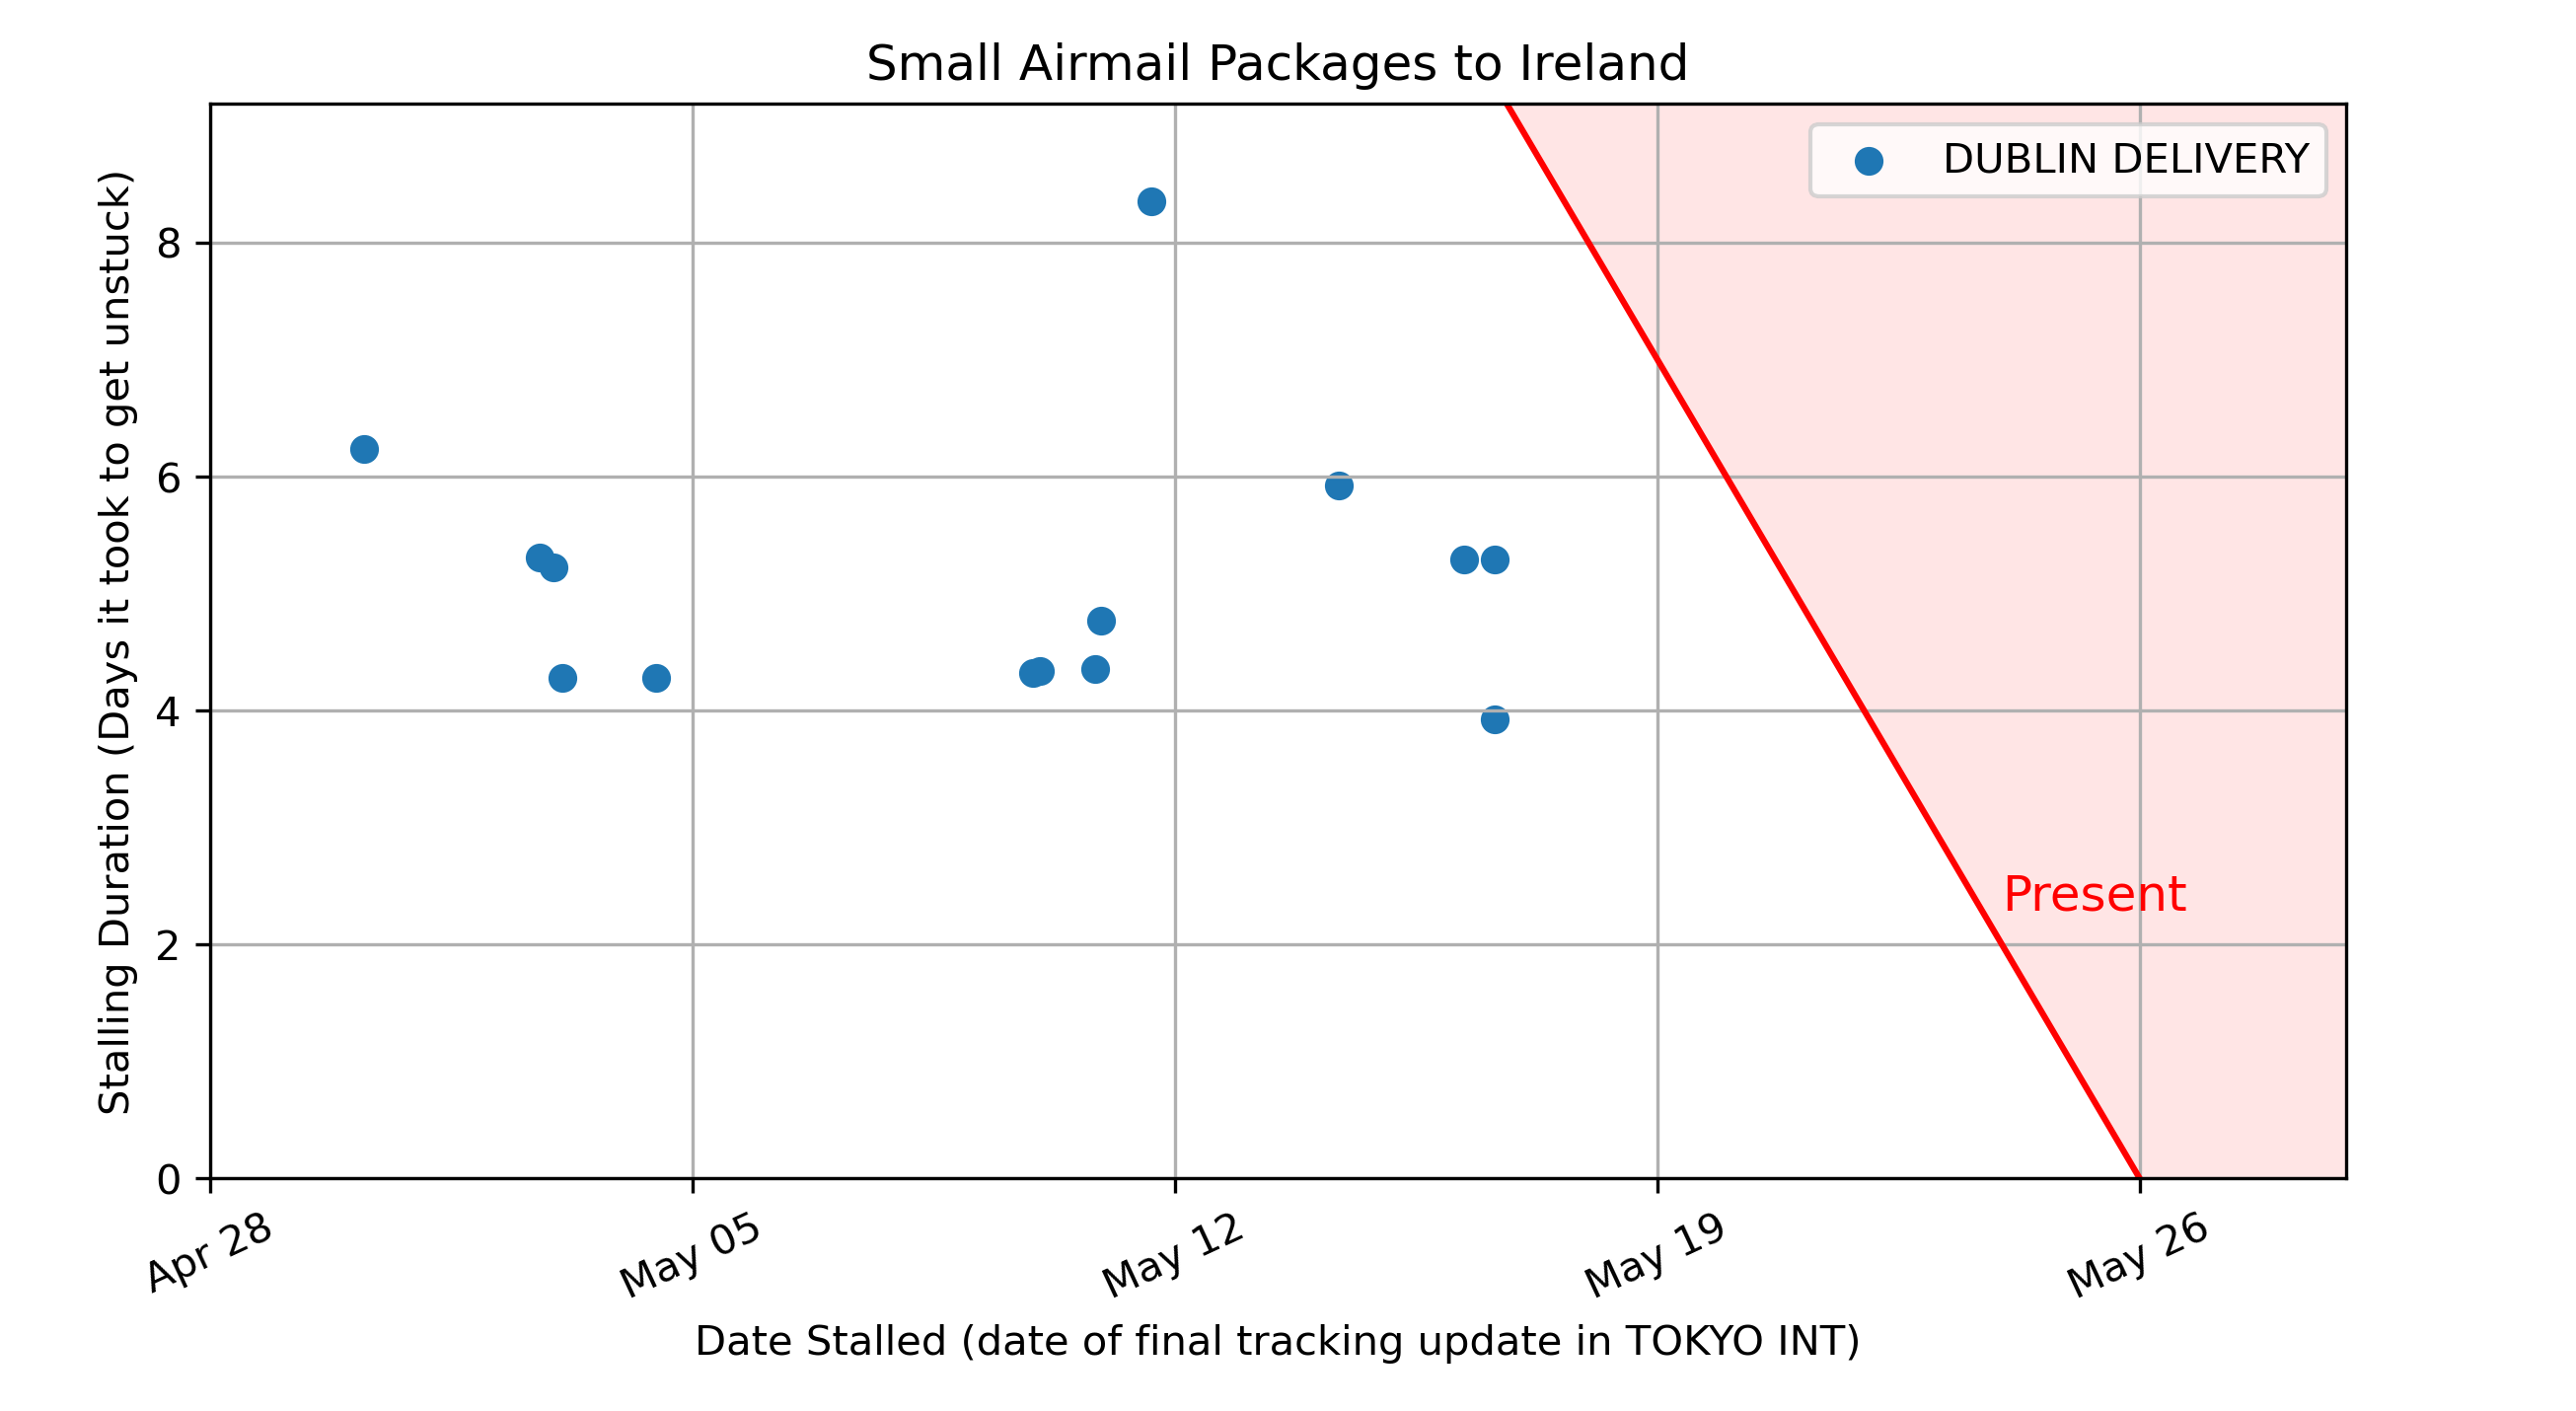 Small Airmail Packages to Ireland
DUBLIN DELIVERY
Stalling Duration (Days it took to get unstuck)
8
6
4
2
0
Present
Apr 28
May 05
May 12
May 19
May 26
Date Stalled (date of final tracking update in TOKYO INT)